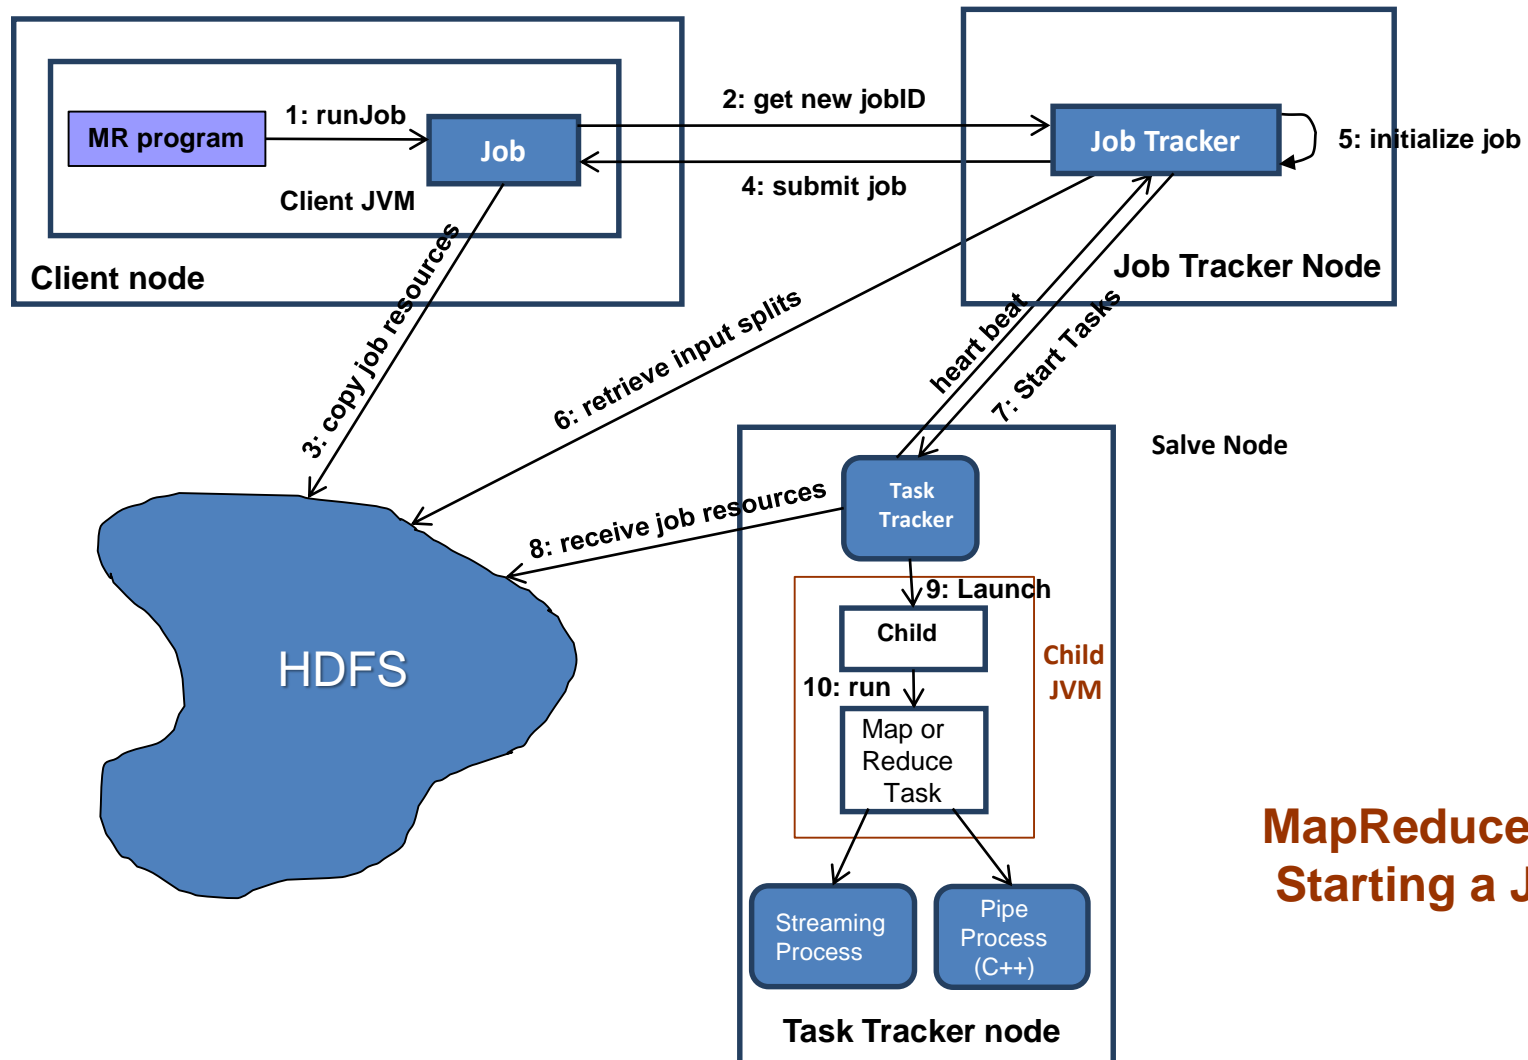 MR program
1: runJob
Job
Client JVM
Client node
2: get new jobID
4: submit job
Job Tracker
5: initialize job
Job Tracker Node
3: copy job resources
6: retrieve input splits
heart beat
7: Start Tasks
Salve Node
8: receive job resources
Task
Tracker
9: Launch
Child
Child
JVM
10: run
Map or
Reduce
Task
HDFS
Streaming
Process
Pipe
Process
(C++)
Task Tracker node
MapReduce
Starting a J